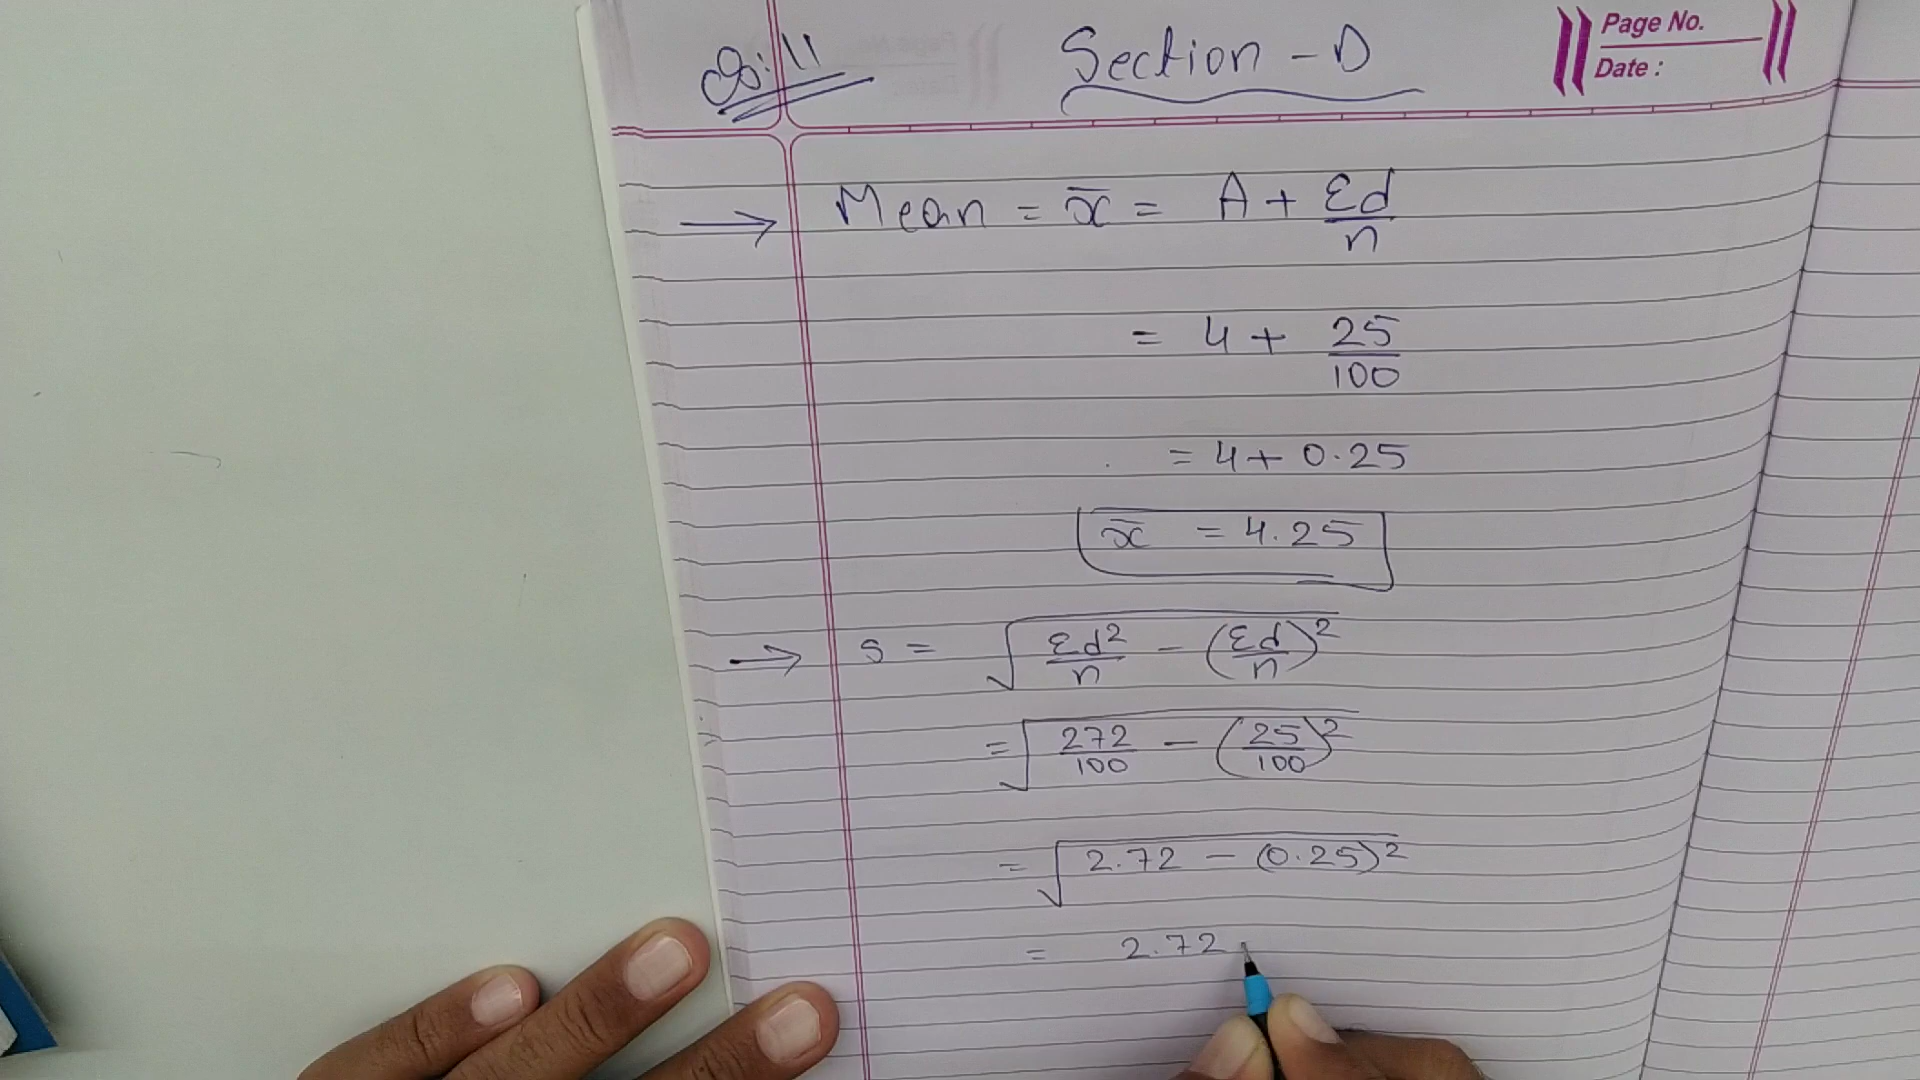 Section - D
Page No.
Date :
Mean = x̄ = A + Σd/n
= 4 + 25/100
= 4 + 0.25
x̄ = 4.25
s = √(Σd²/n - (Σd/n)²)
= √(272/100 - (25/100)²)
= √(2.72 - (0.25)²)
= 2.72